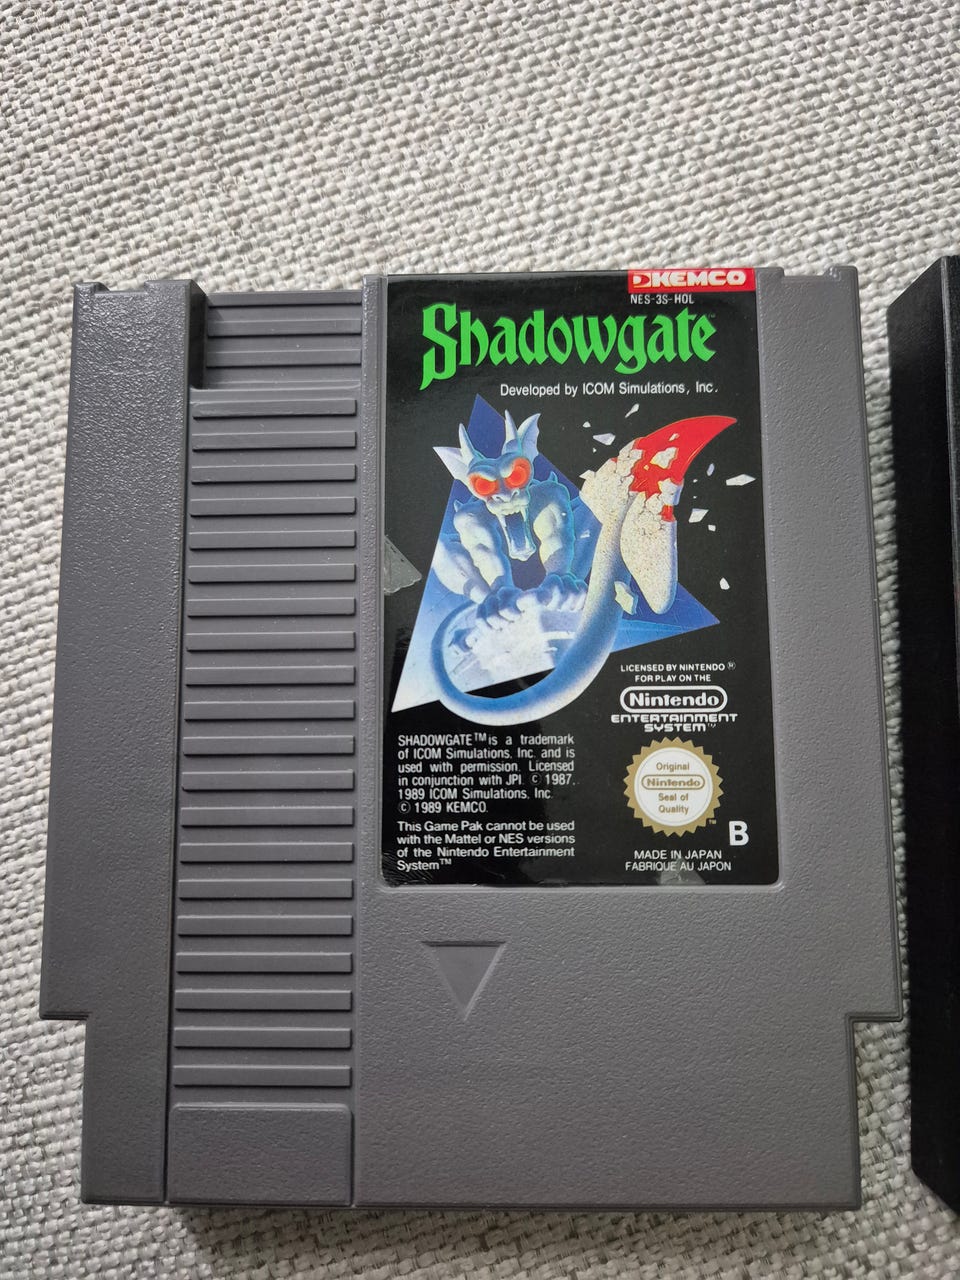 KEMCO
NES-3S-HOL
Shadowgate™
Developed by ICOM Simulations, Inc.
LICENSED BY NINTENDO®
FOR PLAY ON THE
Nintendo
ENTERTAINMENT
SYSTEM™
SHADOWGATE™ is a trademark
of ICOM Simulations, Inc. and is
used with permission. Licensed
in conjunction with JPI. © 1987,
1989 ICOM Simulations, Inc.
© 1989 KEMCO.
This Game Pak cannot be used
with the Mattel or NES versions
of the Nintendo Entertainment
System™
Original
Nintendo
Seal of
Quality
™
B
MADE IN JAPAN
FABRIQUE AU JAPON